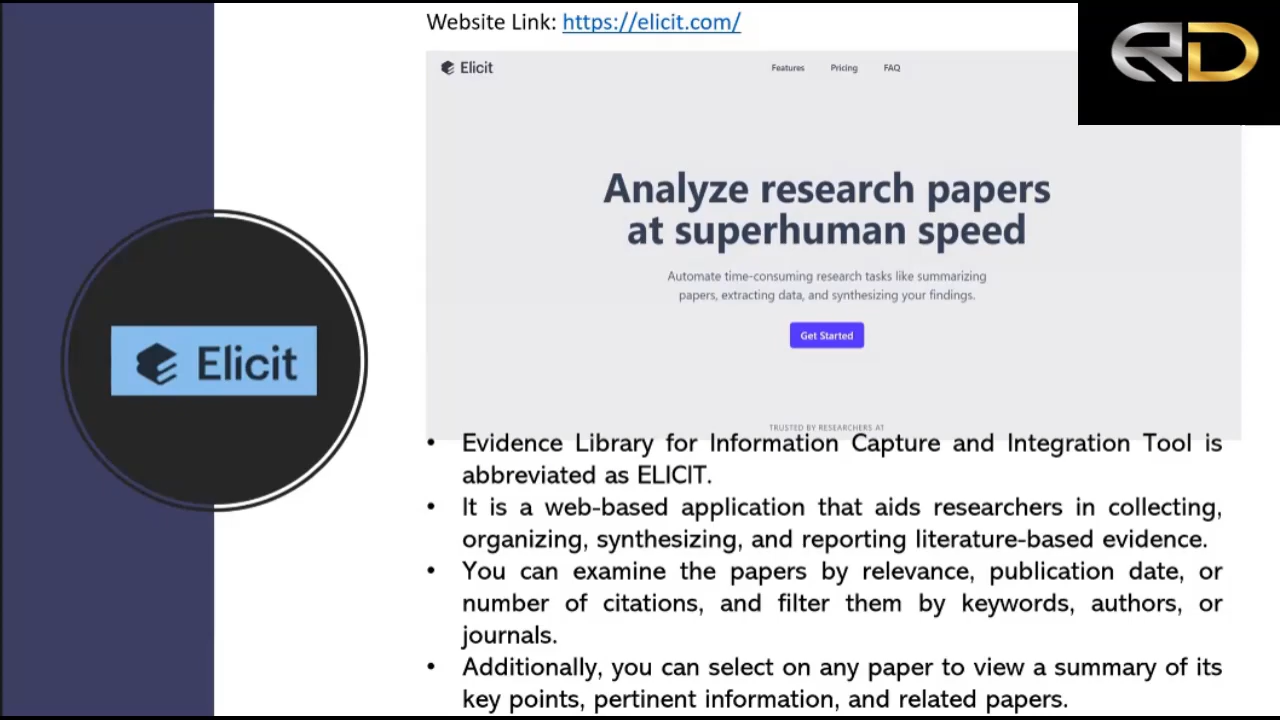 Website Link: https://elicit.com/
RD
Elicit
Features Pricing FAQ
Analyze research papers
at superhuman speed
Automate time-consuming research tasks like summarizing
papers, extracting data, and synthesizing your findings.
Get Started
Elicit
TRUSTED BY RESEARCHERS AT
• Evidence Library for Information Capture and Integration Tool is
abbreviated as ELICIT.
• It is a web-based application that aids researchers in collecting,
organizing, synthesizing, and reporting literature-based evidence.
• You can examine the papers by relevance, publication date, or
number of citations, and filter them by keywords, authors, or
journals.
• Additionally, you can select on any paper to view a summary of its
key points, pertinent information, and related papers.